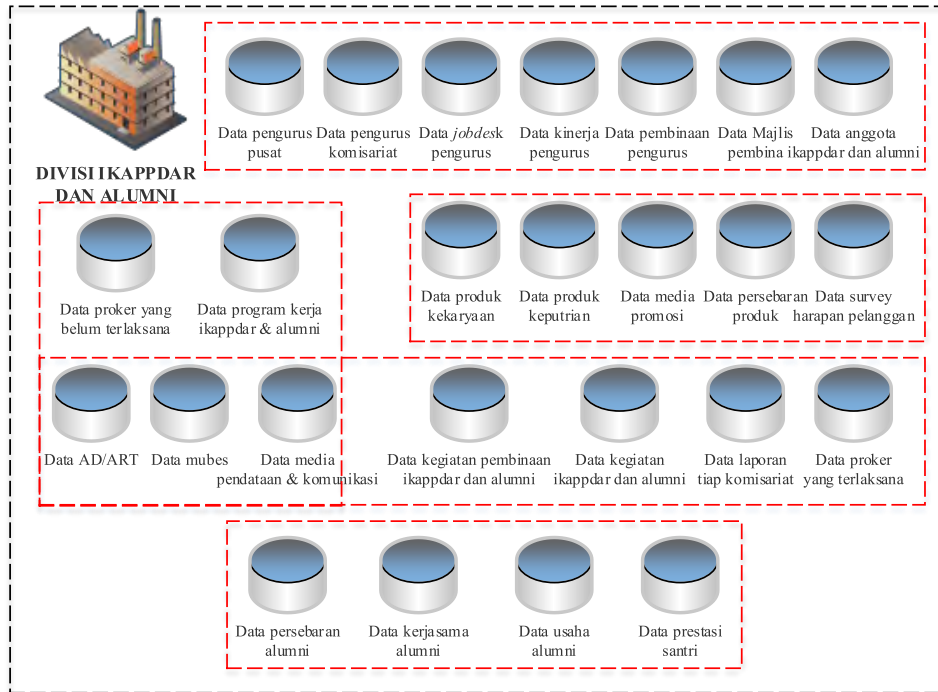 Data pengurus
pusat
Data pengurus
komisariat
Data jobdesk
pengurus
Data kinerja
pengurus
Data pembinaan
pengurus
Data Majlis
pembina
Data anggota
ikappdar dan alumni
DIVISI IKAPPDAR
DAN ALUMNI
Data proker yang
belum terlaksana
Data program kerja
ikappdar & alumni
Data produk
kekaryaan
Data produk
keputrian
Data media
promosi
Data persebaran
produk
Data survey
harapan pelanggan
Data AD/ART
Data mubes
Data media
pendataan & komunikasi
Data kegiatan pembinaan
ikappdar dan alumni
Data kegiatan
ikappdar dan alumni
Data laporan
tiap komisariat
Data proker
yang terlaksana
Data persebaran
alumni
Data kerjasama
alumni
Data usaha
alumni
Data prestasi
santri